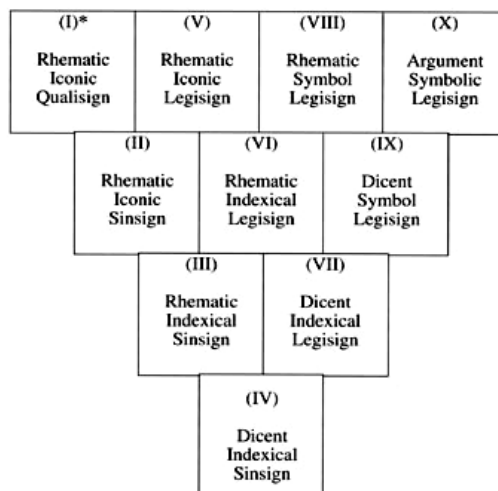 (I)* (V) (VIII) (X)
Rhematic Rhematic Rhematic Argument
Iconic Iconic Symbol Symbolic
Qualisign Legisign Legisign Legisign
(II) (VI) (IX)
Rhematic Rhematic Dicent
Iconic Indexical Symbol
Sinsign Legisign Legisign
(III) (VII)
Rhematic Dicent
Indexical Indexical
Sinsign Legisign
(IV)
Dicent
Indexical
Sinsign